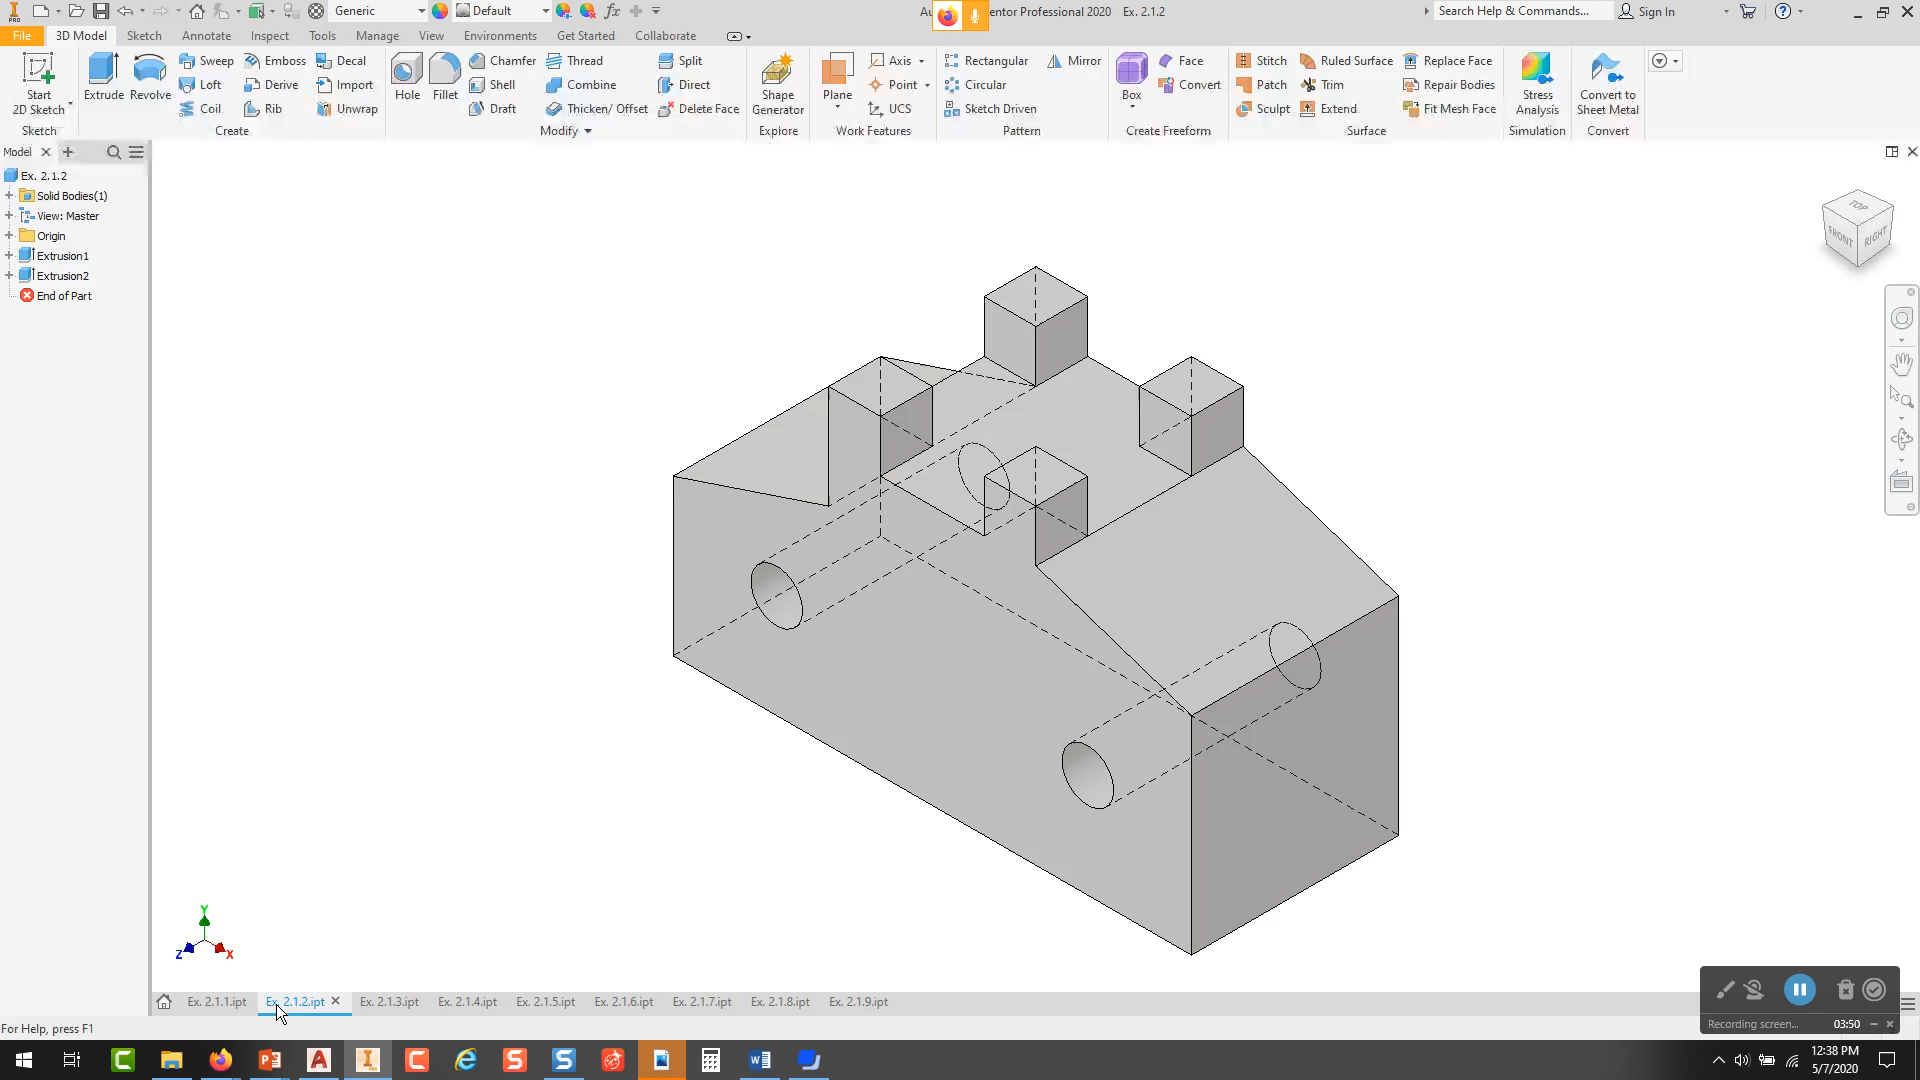 Generic
Default
fx
Au
entor Professional 2020 Ex. 2.1.2
Search Help & Commands...
Sign In
File
3D Model
Sketch
Annotate
Inspect
Tools
Manage
View
Environments
Get Started
Collaborate
Start
2D Sketch
Sketch
Extrude
Revolve
Sweep
Emboss
Decal
Loft
Derive
Import
Coil
Rib
Unwrap
Create
Hole
Fillet
Chamfer
Thread
Split
Shell
Combine
Direct
Draft
Thicken/ Offset
Delete Face
Modify
Shape
Generator
Explore
Plane
Axis
Point
UCS
Work Features
Rectangular
Mirror
Circular
Sketch Driven
Pattern
Box
Face
Convert
Create Freeform
Stitch
Ruled Surface
Replace Face
Patch
Trim
Repair Bodies
Sculpt
Extend
Fit Mesh Face
Surface
Stress
Analysis
Simulation
Convert to
Sheet Metal
Convert
Model
Ex. 2.1.2
Solid Bodies(1)
View: Master
Origin
Extrusion1
Extrusion2
End of Part
TOP
FRONT
RIGHT
Y
Z
X
Ex. 2.1.1.ipt
Ex. 2.1.2.ipt
Ex. 2.1.3.ipt
Ex. 2.1.4.ipt
Ex. 2.1.5.ipt
Ex. 2.1.6.ipt
Ex. 2.1.7.ipt
Ex. 2.1.8.ipt
Ex. 2.1.9.ipt
Recording screen...
03:50
For Help, press F1
12:38 PM
5/7/2020